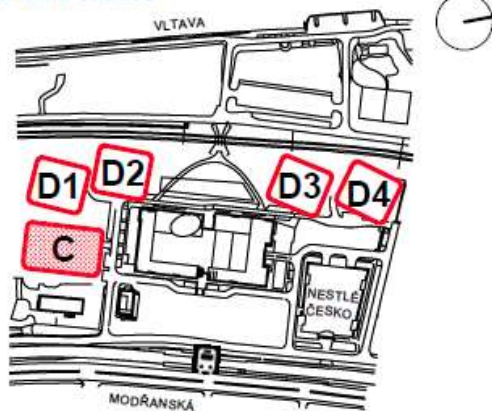 VLTAVA
D1
D2
D3
D4
C
NESTLÉ
ČESKO
MODŘANSKÁ